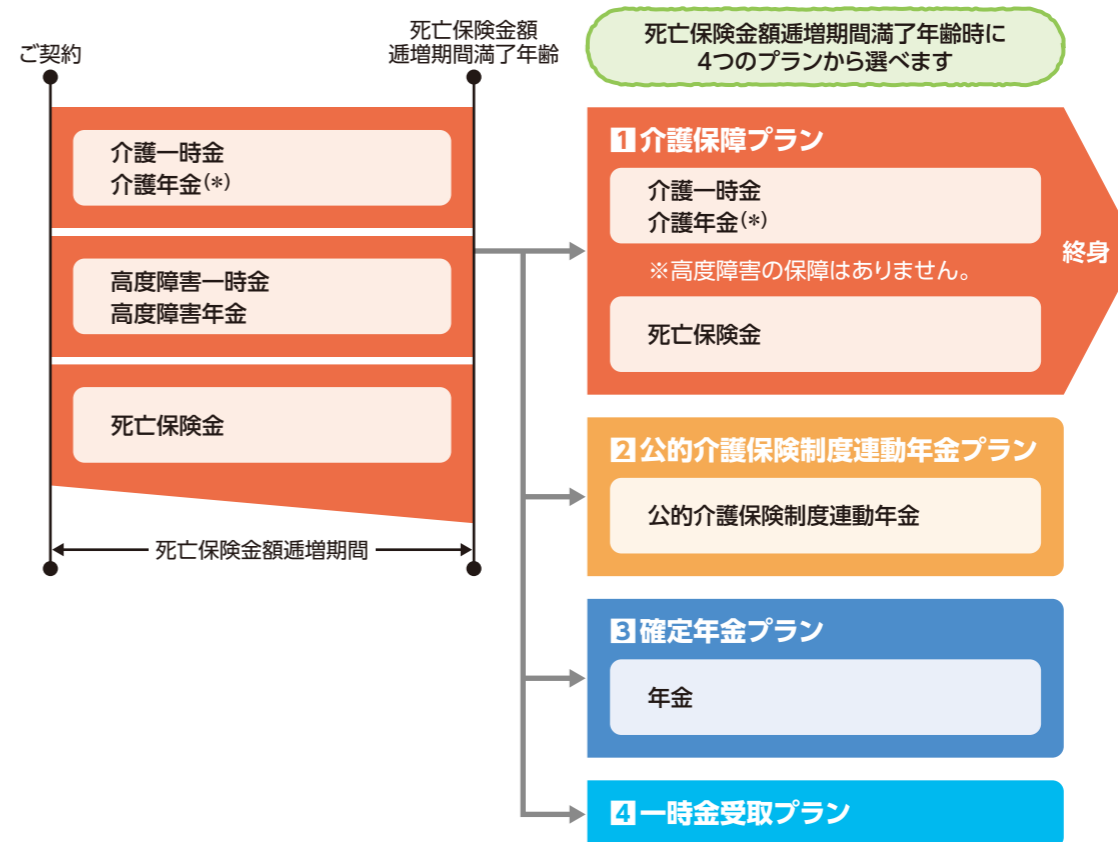 ご契約
死亡保険金額
逓増期間満了年齢
介護一時金
介護年金(*)
高度障害一時金
高度障害年金
死亡保険金
死亡保険金額逓増期間
死亡保険金額逓増期間満了年齢時に
4つのプランから選べます
1介護保障プラン
介護一時金
介護年金(*)
※高度障害の保障はありません。
死亡保険金
終身
2公的介護保険制度連動年金プラン
公的介護保険制度連動年金
3確定年金プラン
年金
4一時金受取プラン